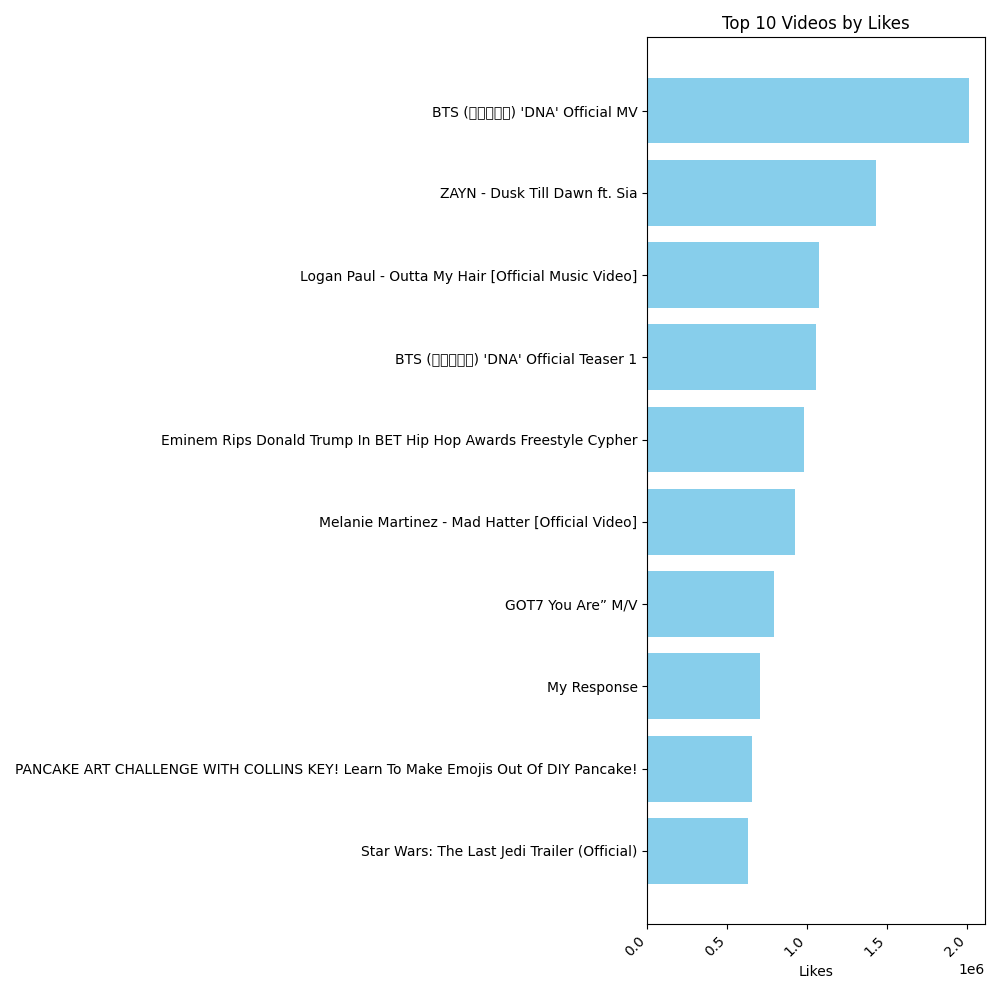 Top 10 Videos by Likes
BTS (□□□□□) 'DNA' Official MV
ZAYN - Dusk Till Dawn ft. Sia
Logan Paul - Outta My Hair [Official Music Video]
BTS (□□□□□) 'DNA' Official Teaser 1
Eminem Rips Donald Trump In BET Hip Hop Awards Freestyle Cypher
Melanie Martinez - Mad Hatter [Official Video]
GOT7 You Are” M/V
My Response
PANCAKE ART CHALLENGE WITH COLLINS KEY! Learn To Make Emojis Out Of DIY Pancake!
Star Wars: The Last Jedi Trailer (Official)
0.0 0.5 1.0 1.5 2.0
1e6
Likes